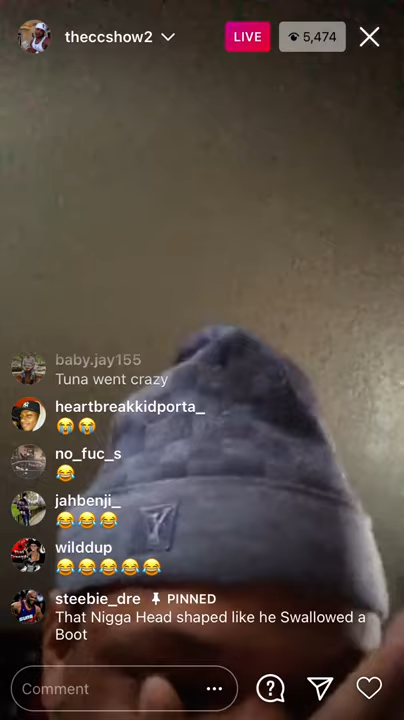 theccshow2
LIVE
5,474
baby.jay155
Tuna went crazy
heartbreakkidporta_
😭😭
no_fuc_s
😂
jahbenji_
😂😂😂
wilddup
😂😂😂😂😂
steebie_dre PINNED
That Nigga Head shaped like he Swallowed a
Boot
Comment